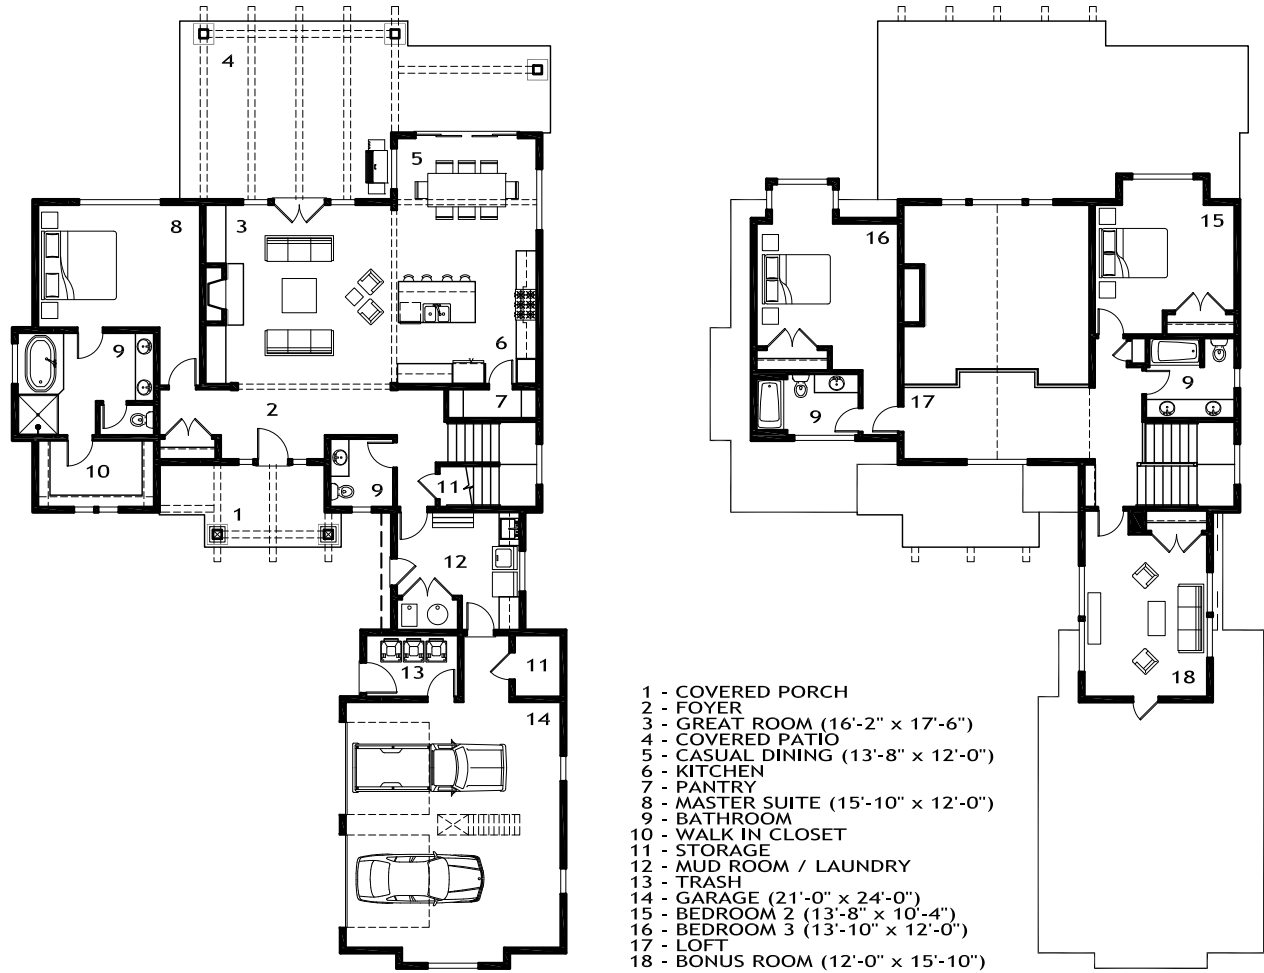 4
5
3
8
15
16
9
6
9
7
2
17
9
10
11
9
1
12
13
11
18
14
1 - COVERED PORCH
2 - FOYER
3 - GREAT ROOM (16'-2" x 17'-6")
4 - COVERED PATIO
5 - CASUAL DINING (13'-8" x 12'-0")
6 - KITCHEN
7 - PANTRY
8 - MASTER SUITE (15'-10" x 12'-0")
9 - BATHROOM
10 - WALK IN CLOSET
11 - STORAGE
12 - MUD ROOM / LAUNDRY
13 - TRASH
14 - GARAGE (21'-0" x 24'-0")
15 - BEDROOM 2 (13'-8" x 10'-4")
16 - BEDROOM 3 (13'-10" x 12'-0")
17 - LOFT
18 - BONUS ROOM (12'-0" x 15'-10")